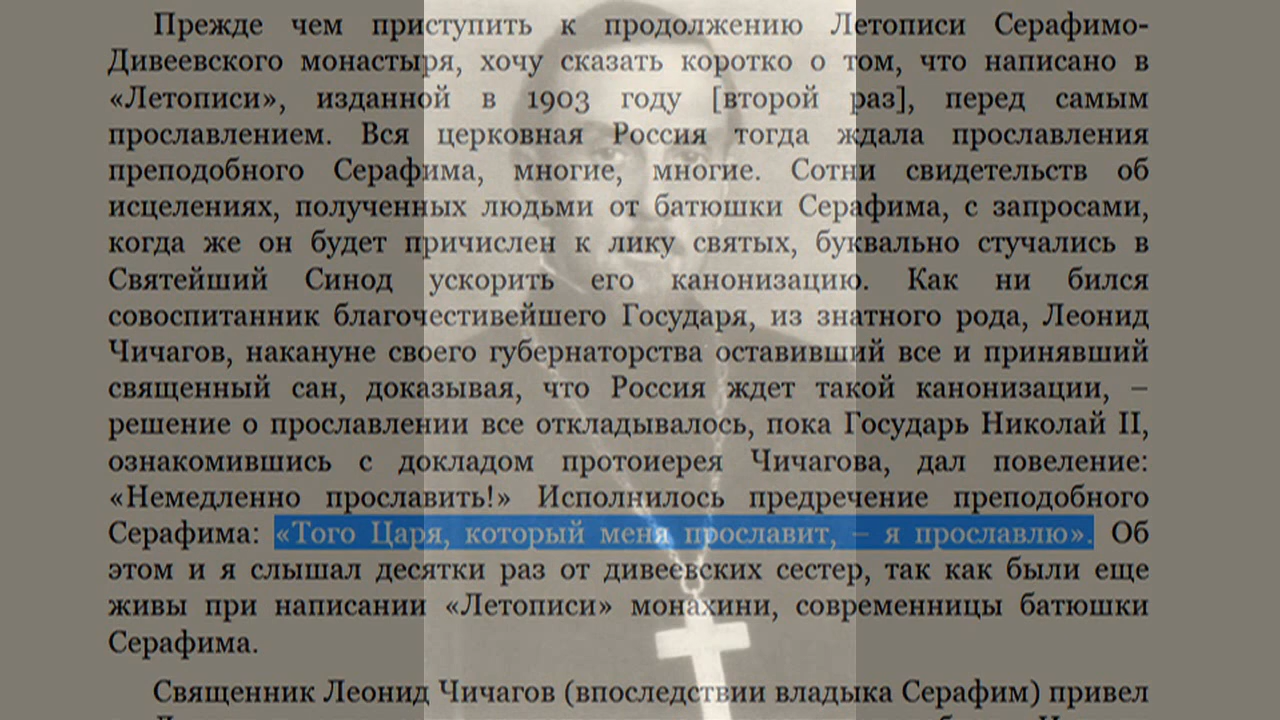 Прежде чем приступить к продолжению Летописи Серафимо-
Дивеевского монастыря, хочу сказать коротко о том, что написано в
«Летописи», изданной в 1903 году [второй раз], перед самым
прославлением. Вся церковная Россия тогда ждала прославления
преподобного Серафима, многие, многие. Сотни свидетельств об
исцелениях, полученных людьми от батюшки Серафима, с запросами,
когда же он будет причислен к лику святых, буквально стучались в
Святейший Синод ускорить его канонизацию. Как ни бился
совоспитанник благочестивейшего Государя, из знатного рода, Леонид
Чичагов, накануне своего губернаторства оставивший все и принявший
священный сан, доказывая, что Россия ждет такой канонизации, –
решение о прославлении все откладывалось, пока Государь Николай II,
ознакомившись с докладом протоиерея Чичагова, дал повеление:
«Немедленно прославить!» Исполнилось предречение преподобного
Серафима: «Того Царя, который меня прославит, – я прославлю». Об
этом и я слышал десятки раз от дивеевских сестер, так как были еще
живы при написании «Летописи» монахини, современницы батюшки
Серафима.
Священник Леонид Чичагов (впоследствии владыка Серафим) привел